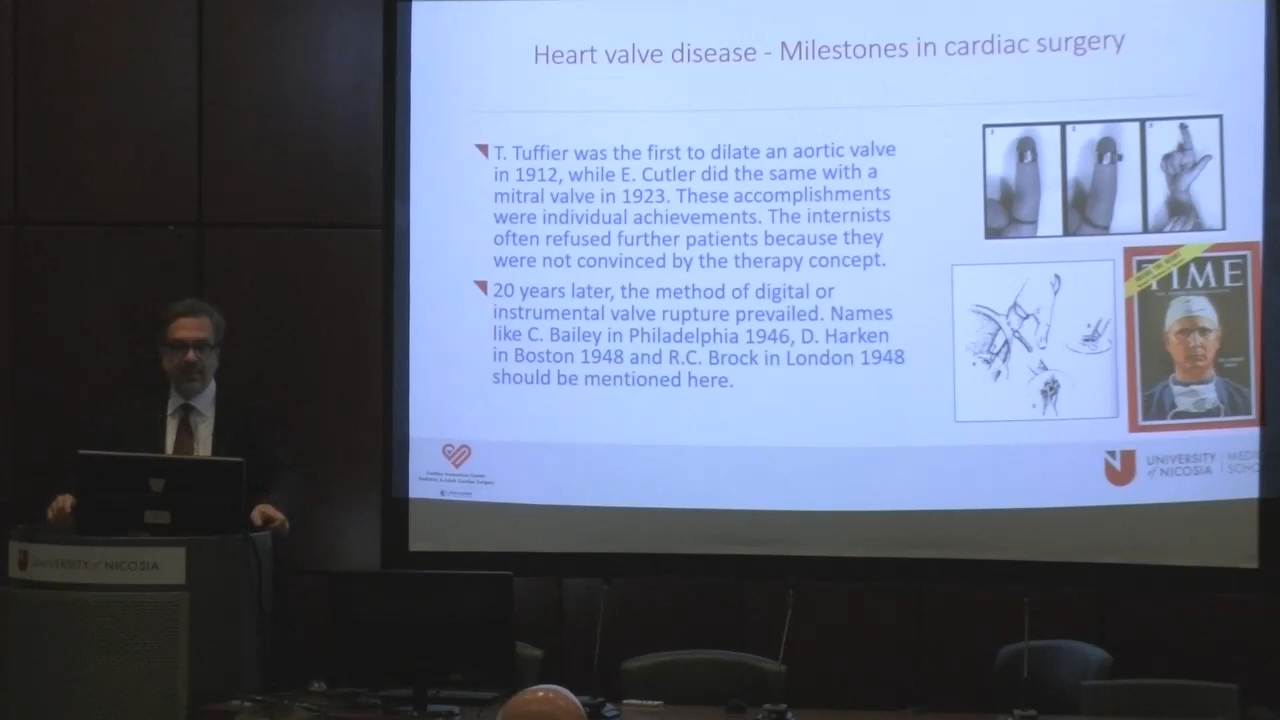 Heart valve disease - Milestones in cardiac surgery
T. Tuffier was the first to dilate an aortic valve
in 1912, while E. Cutler did the same with a
mitral valve in 1923. These accomplishments
were individual achievements. The internists
often refused further patients because they
were not convinced by the therapy concept.
20 years later, the method of digital or
instrumental valve rupture prevailed. Names
like C. Bailey in Philadelphia 1946, D. Harken
in Boston 1948 and R.C. Brock in London 1948
should be mentioned here.
1
2
3
TIME
UNIVERSITY
of NICOSIA
UNIVERSITY of NICOSIA